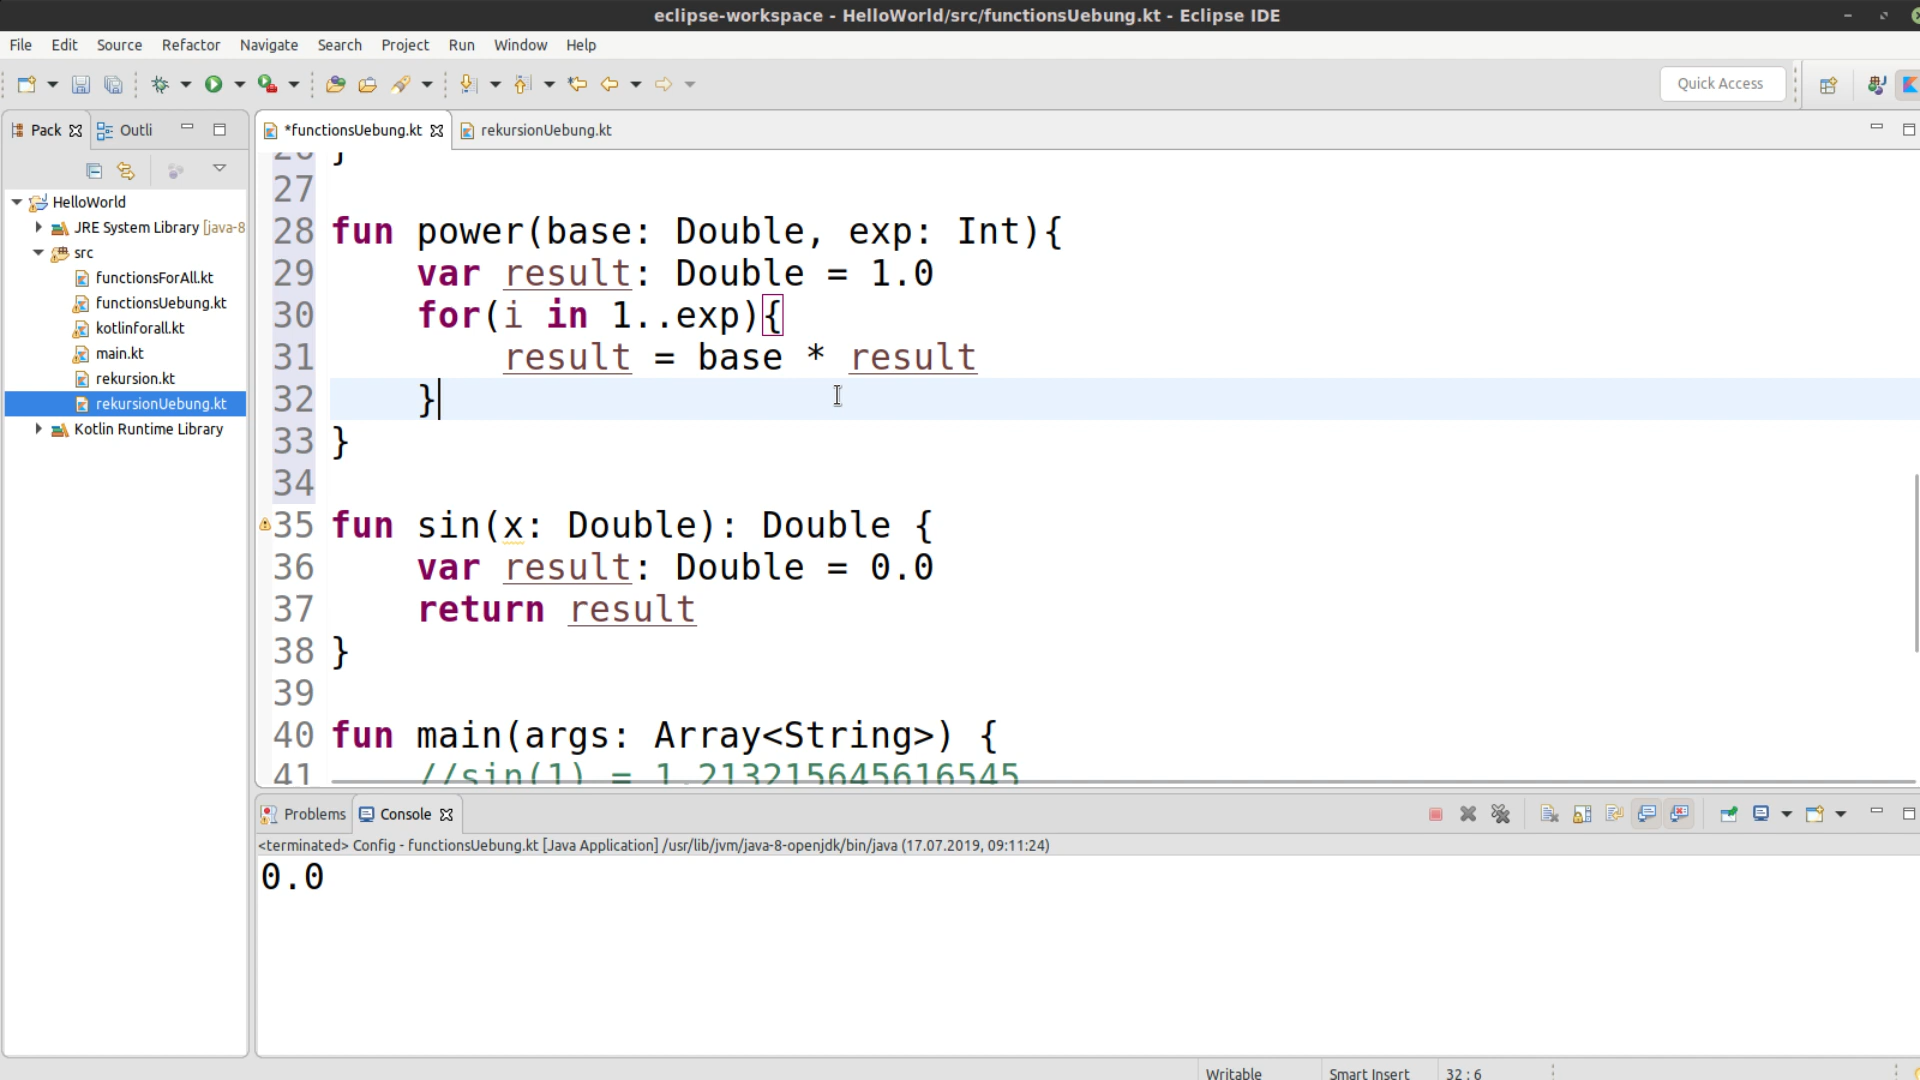 eclipse-workspace - HelloWorld/src/functionsUebung.kt - Eclipse IDE
File Edit Source Refactor Navigate Search Project Run Window Help
Quick Access
Pack Outli
*functionsUebung.kt rekursionUebung.kt
HelloWorld
JRE System Library [java-8
src
functionsForAll.kt
functionsUebung.kt
kotlinforall.kt
main.kt
rekursion.kt
rekursionUebung.kt
Kotlin Runtime Library
26 }
27
28 fun power(base: Double, exp: Int){
29 var result: Double = 1.0
30 for(i in 1..exp){
31 result = base * result
32 }
33 }
34
35 fun sin(x: Double): Double {
36 var result: Double = 0.0
37 return result
38 }
39
40 fun main(args: Array<String>) {
41 //sin(1) = 1.213215645616545
Problems Console
<terminated> Config - functionsUebung.kt [Java Application] /usr/lib/jvm/java-8-openjdk/bin/java (17.07.2019, 09:11:24)
0.0
Writable Smart Insert 32 : 6